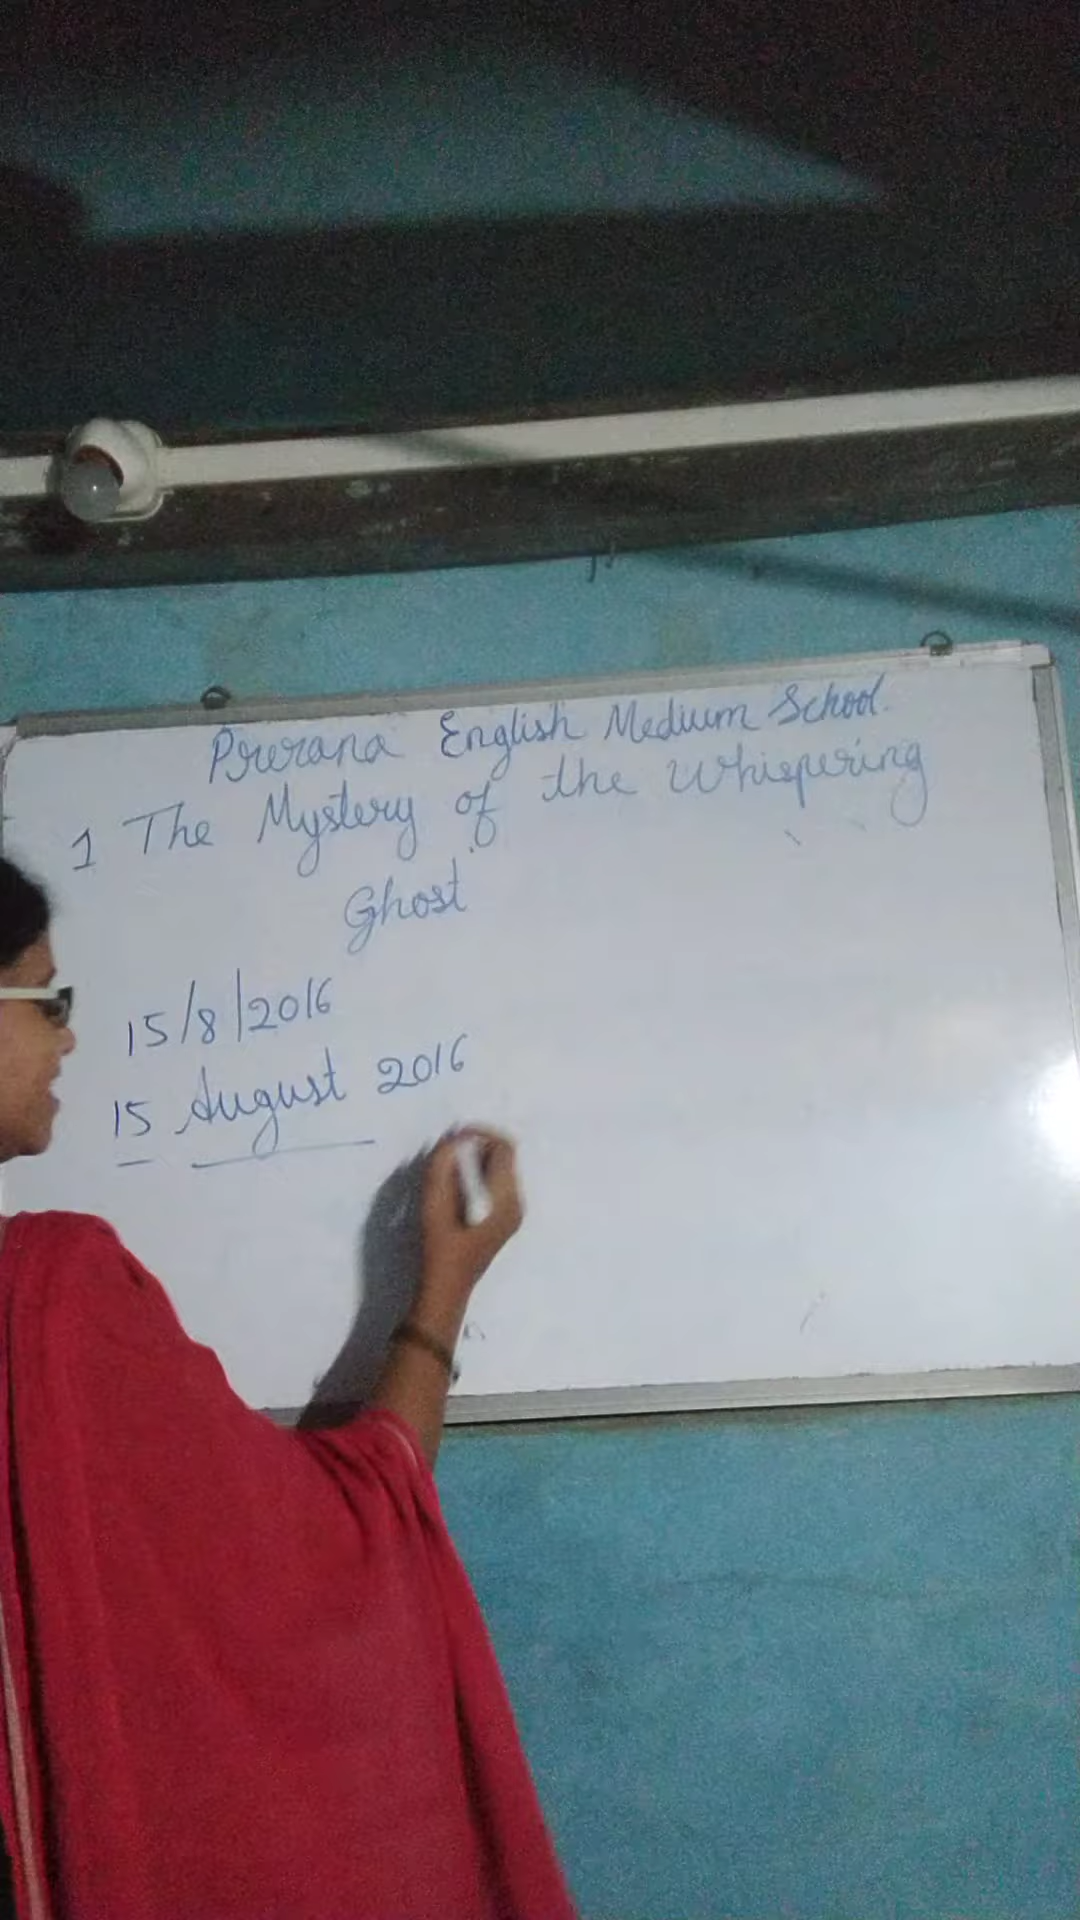 Prerana English Medium School.
1 The Mystery of the Whispering
Ghost
15/8/2016
15 August 2016